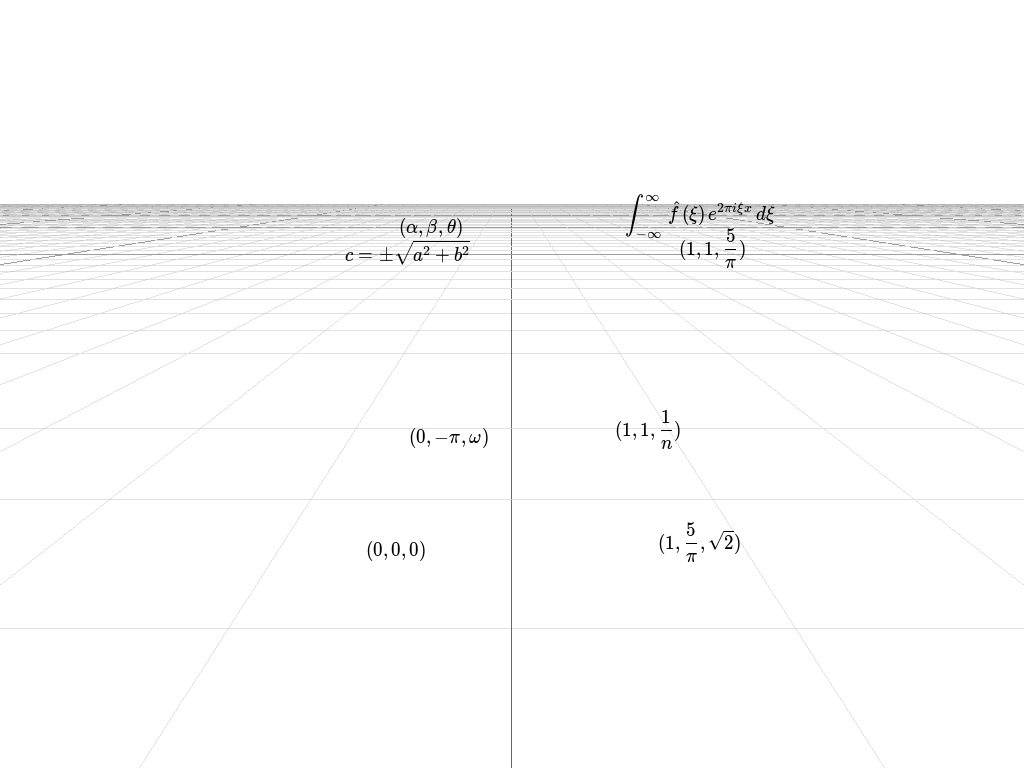 $\int_{-\infty}^{\infty} \hat{f}(\xi) e^{2\pi i \xi x} \, d\xi$
$(\alpha, \beta, \theta)$
$(1, 1, \frac{5}{\pi})$
$c = \pm\sqrt{a^2 + b^2}$
$(0, -\pi, \omega)$
$(1, 1, \frac{1}{n})$
$(0, 0, 0)$
$(1, \frac{5}{\pi}, \sqrt{2})$